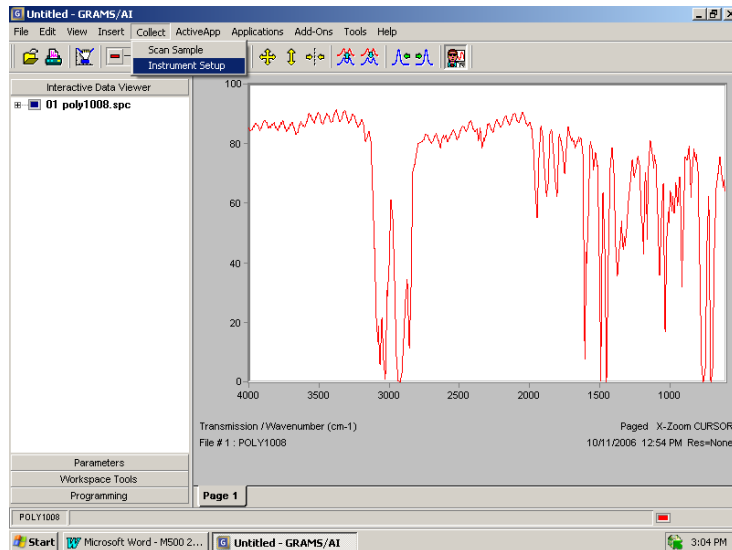 Untitled - GRAMS/AI
File Edit View Insert Collect ActiveApp Applications Add-Ons Tools Help
Scan Sample
Instrument Setup
Interactive Data Viewer
01 poly1008.spc
100
80
60
40
20
0
4000 3500 3000 2500 2000 1500 1000
Transmission / Wavenumber (cm-1) Paged X-Zoom CURSOR
File # 1 : POLY1008 10/11/2006 12:54 PM Res=None
Parameters
Workspace Tools
Programming
Page 1
POLY1008
Start Microsoft Word - M500 2... Untitled - GRAMS/AI 3:04 PM